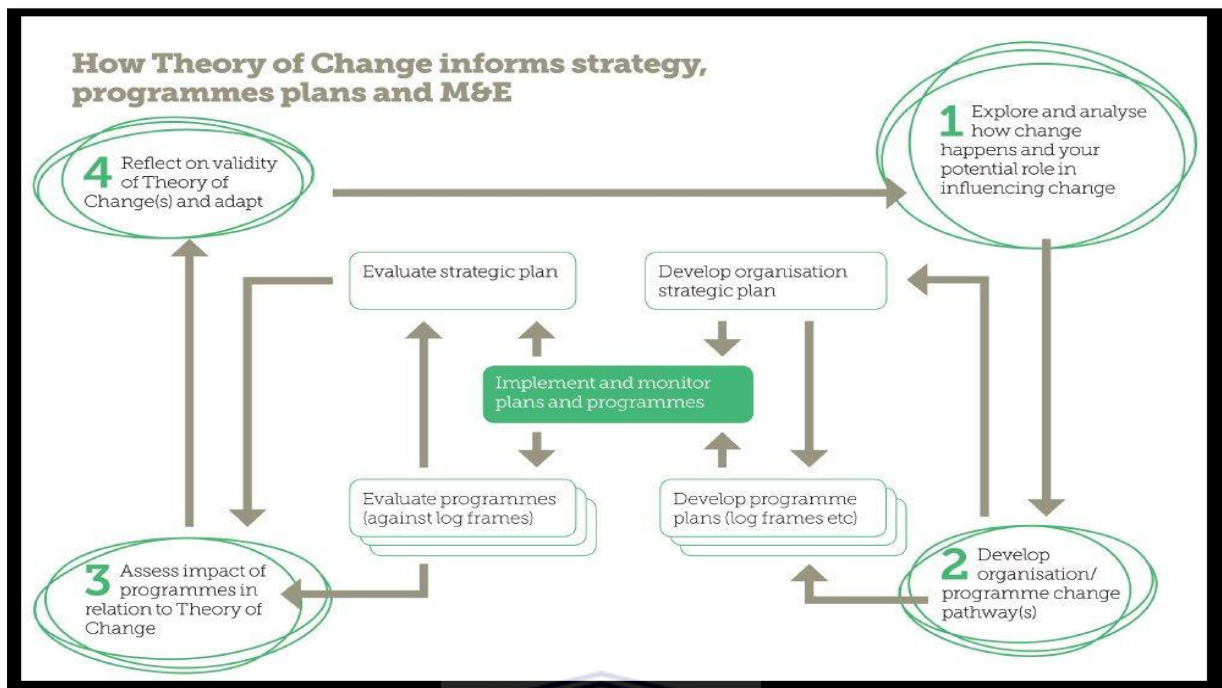 How Theory of Change informs strategy,
programmes plans and M&E
1 Explore and analyse
how change
happens and your
potential role in
influencing change
4 Reflect on validity
of Theory of
Change(s) and adapt
Evaluate strategic plan
Develop organisation
strategic plan
Implement and monitor
plans and programmes
Evaluate programmes
(against log frames)
Develop programme
plans (log frames etc)
2 Develop
organisation/
programme change
pathway(s)
3 Assess impact of
programmes in
relation to Theory of
Change